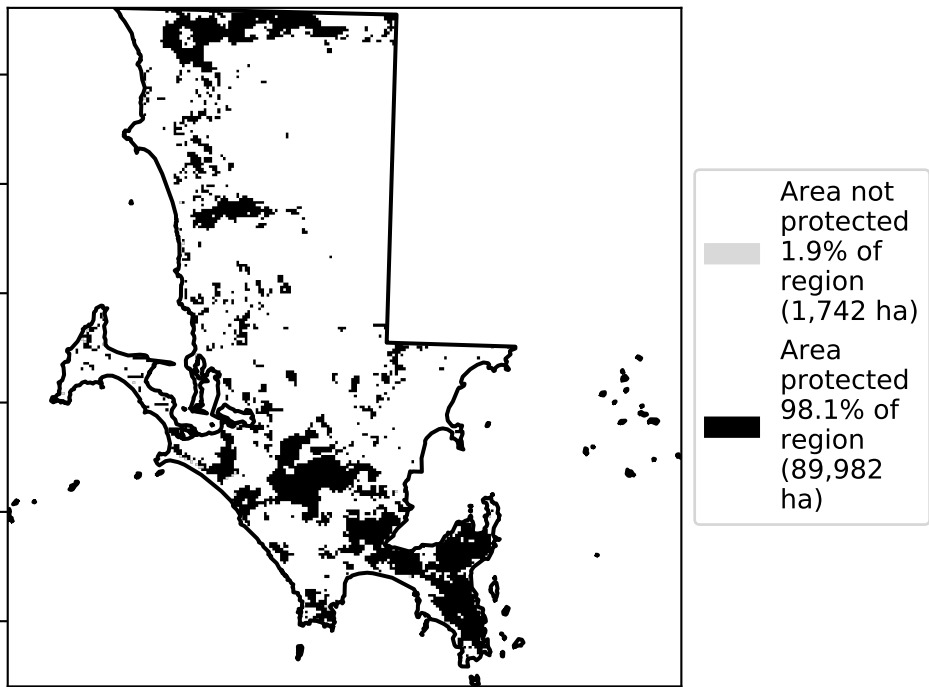 Area not
protected
1.9% of
region
(1,742 ha)
Area
protected
98.1% of
region
(89,982
ha)